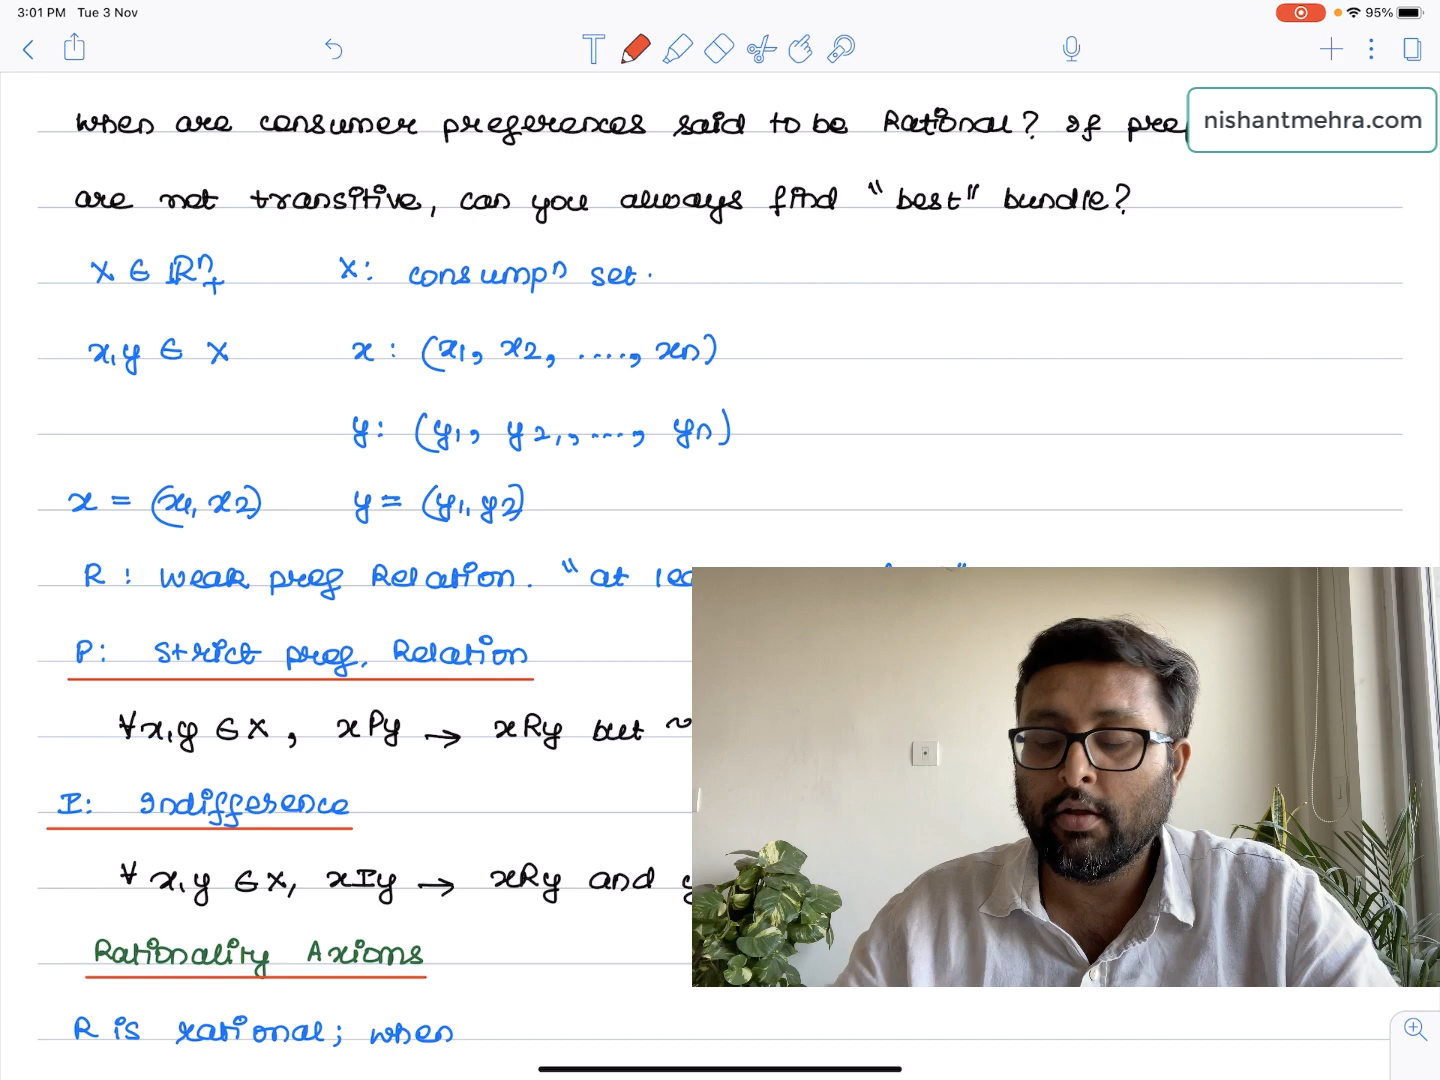 3:01 PM Tue 3 Nov
95%
T
When are consumer preferences said to be Rational? If pre
nishantmehra.com
are not transitive, can you always find "best" bundle?
X ∈ ℝⁿ₊ X: consumpⁿ set.
x, y ∈ X x : (x1, x2, ...., xn)
y: (y1, y2, ...., yn)
x = (x1, x2) y = (y1, y2)
R : Weak pref Relation. "at lea
P: Strict pref. Relation
∀x,y ∈ X, xPy → xRy but ~
I: Indifference
∀ x,y ∈ X, xIy → xRy and y
Rationality Axioms
R is rational; when